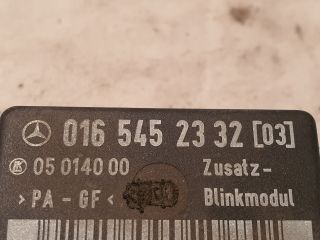 016 545 23 32 [03]
05 0140 00 Zusatz-
> PA - GF < Blinkmodul